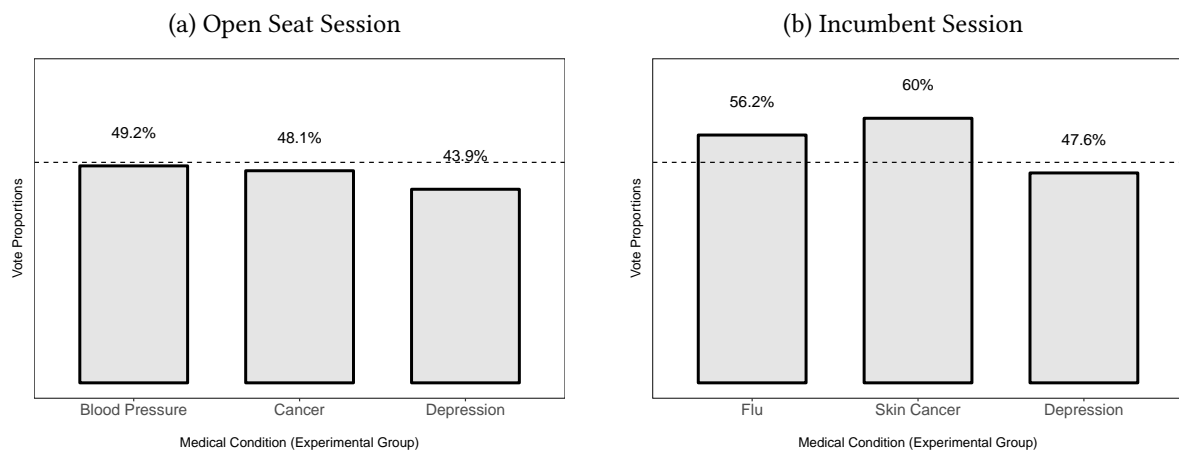 (a) Open Seat Session
49.2%
48.1%
43.9%
Vote Proportions
Blood Pressure
Cancer
Depression
Medical Condition (Experimental Group)
(b) Incumbent Session
56.2%
60%
47.6%
Vote Proportions
Flu
Skin Cancer
Depression
Medical Condition (Experimental Group)